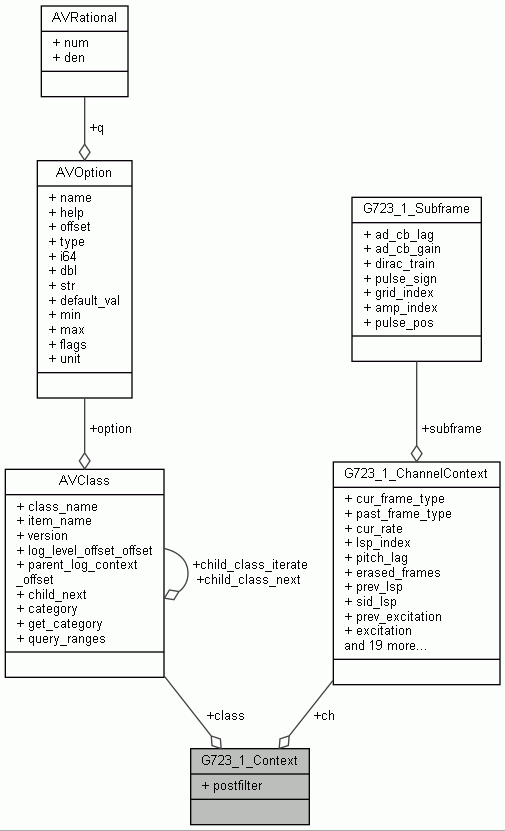 AVRational
+ num
+ den
+q
AVOption
+ name
+ help
+ offset
+ type
+ i64
+ dbl
+ str
+ default_val
+ min
+ max
+ flags
+ unit
G723_1_Subframe
+ ad_cb_lag
+ ad_cb_gain
+ dirac_train
+ pulse_sign
+ grid_index
+ amp_index
+ pulse_pos
+option
+subframe
AVClass
+ class_name
+ item_name
+ version
+ log_level_offset_offset
+ parent_log_context
_offset
+ child_next
+ category
+ get_category
+ query_ranges
+child_class_iterate
+child_class_next
G723_1_ChannelContext
+ cur_frame_type
+ past_frame_type
+ cur_rate
+ lsp_index
+ pitch_lag
+ erased_frames
+ prev_lsp
+ sid_lsp
+ prev_excitation
+ excitation
and 19 more...
+class
+ch
G723_1_Context
+ postfilter